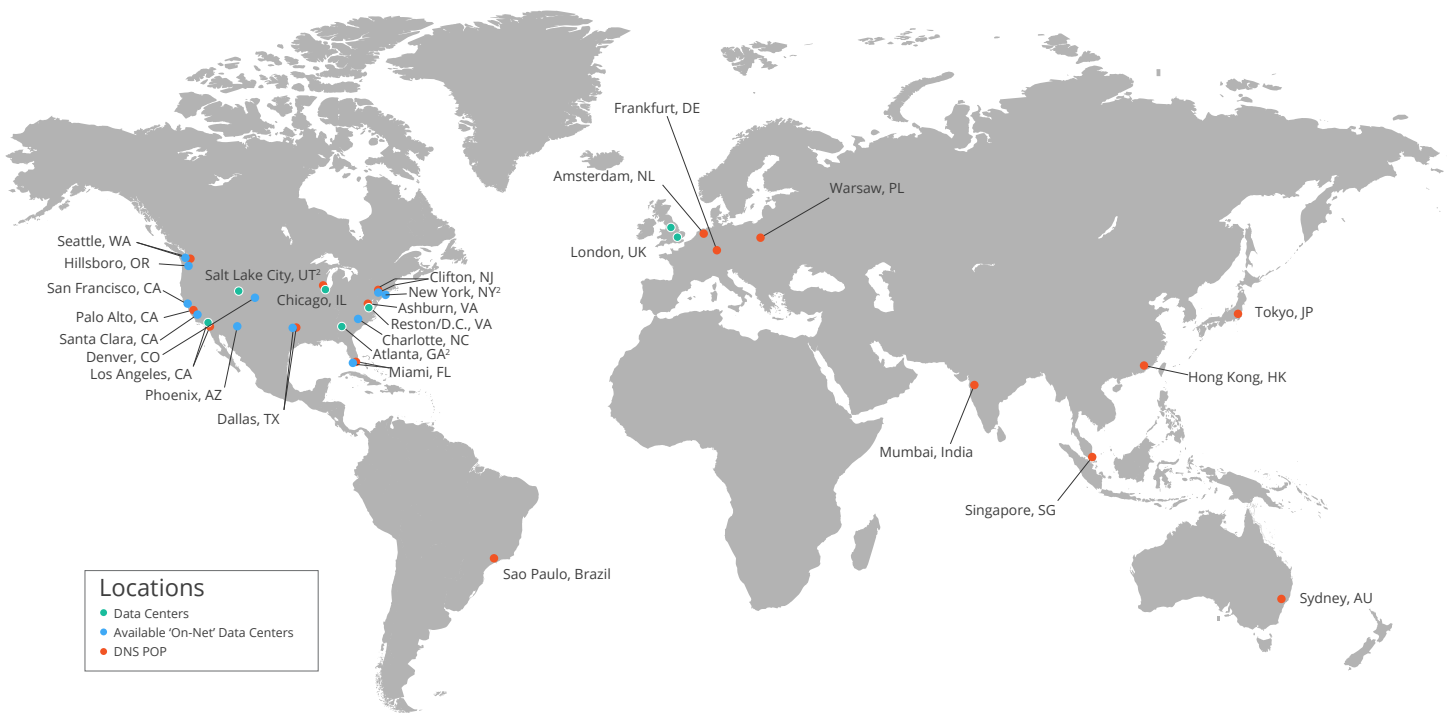 Frankfurt, DE
Amsterdam, NL
Warsaw, PL
London, UK
Seattle, WA
Hillsboro, OR
Salt Lake City, UT²
San Francisco, CA
Chicago, IL
Palo Alto, CA
Santa Clara, CA
Denver, CO
Los Angeles, CA
Phoenix, AZ
Dallas, TX
Clifton, NJ
New York, NY²
Ashburn, VA
Reston/D.C., VA
Charlotte, NC
Atlanta, GA²
Miami, FL
Tokyo, JP
Hong Kong, HK
Mumbai, India
Singapore, SG
Sao Paulo, Brazil
Sydney, AU
Locations
Data Centers
Available ‘On-Net’ Data Centers
DNS POP